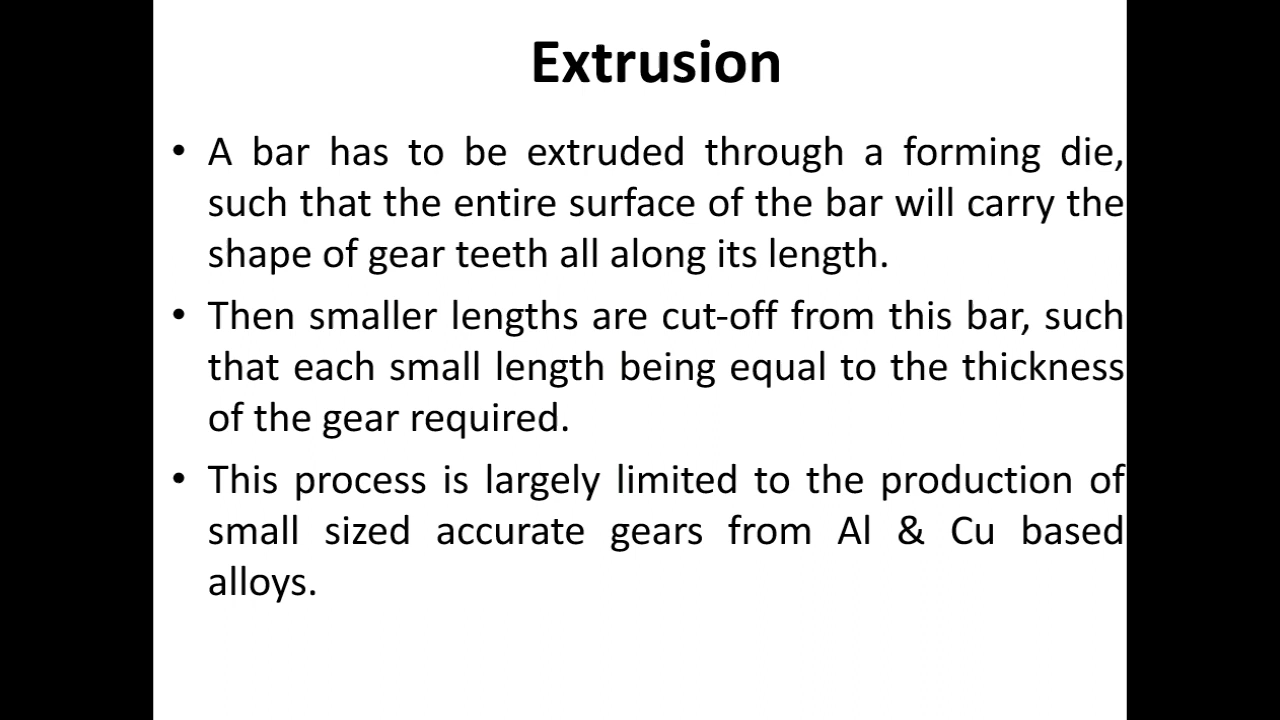 Extrusion
• A bar has to be extruded through a forming die,
such that the entire surface of the bar will carry the
shape of gear teeth all along its length.
• Then smaller lengths are cut-off from this bar, such
that each small length being equal to the thickness
of the gear required.
• This process is largely limited to the production of
small sized accurate gears from Al & Cu based
alloys.